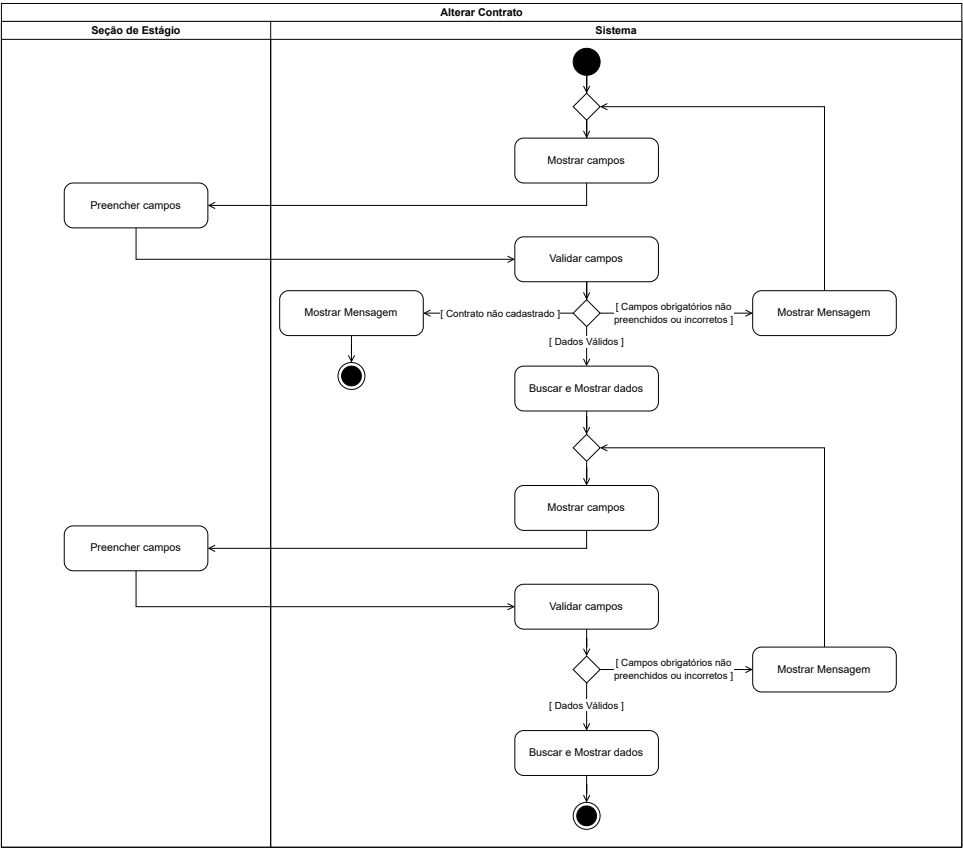 Alterar Contrato
Seção de Estágio
Sistema
Mostrar campos
Preencher campos
Validar campos
Mostrar Mensagem
[ Contrato não cadastrado ]
[ Campos obrigatórios não
preenchidos ou incorretos ]
Mostrar Mensagem
[ Dados Válidos ]
Buscar e Mostrar dados
Mostrar campos
Preencher campos
Validar campos
[ Campos obrigatórios não
preenchidos ou incorretos ]
Mostrar Mensagem
[ Dados Válidos ]
Buscar e Mostrar dados